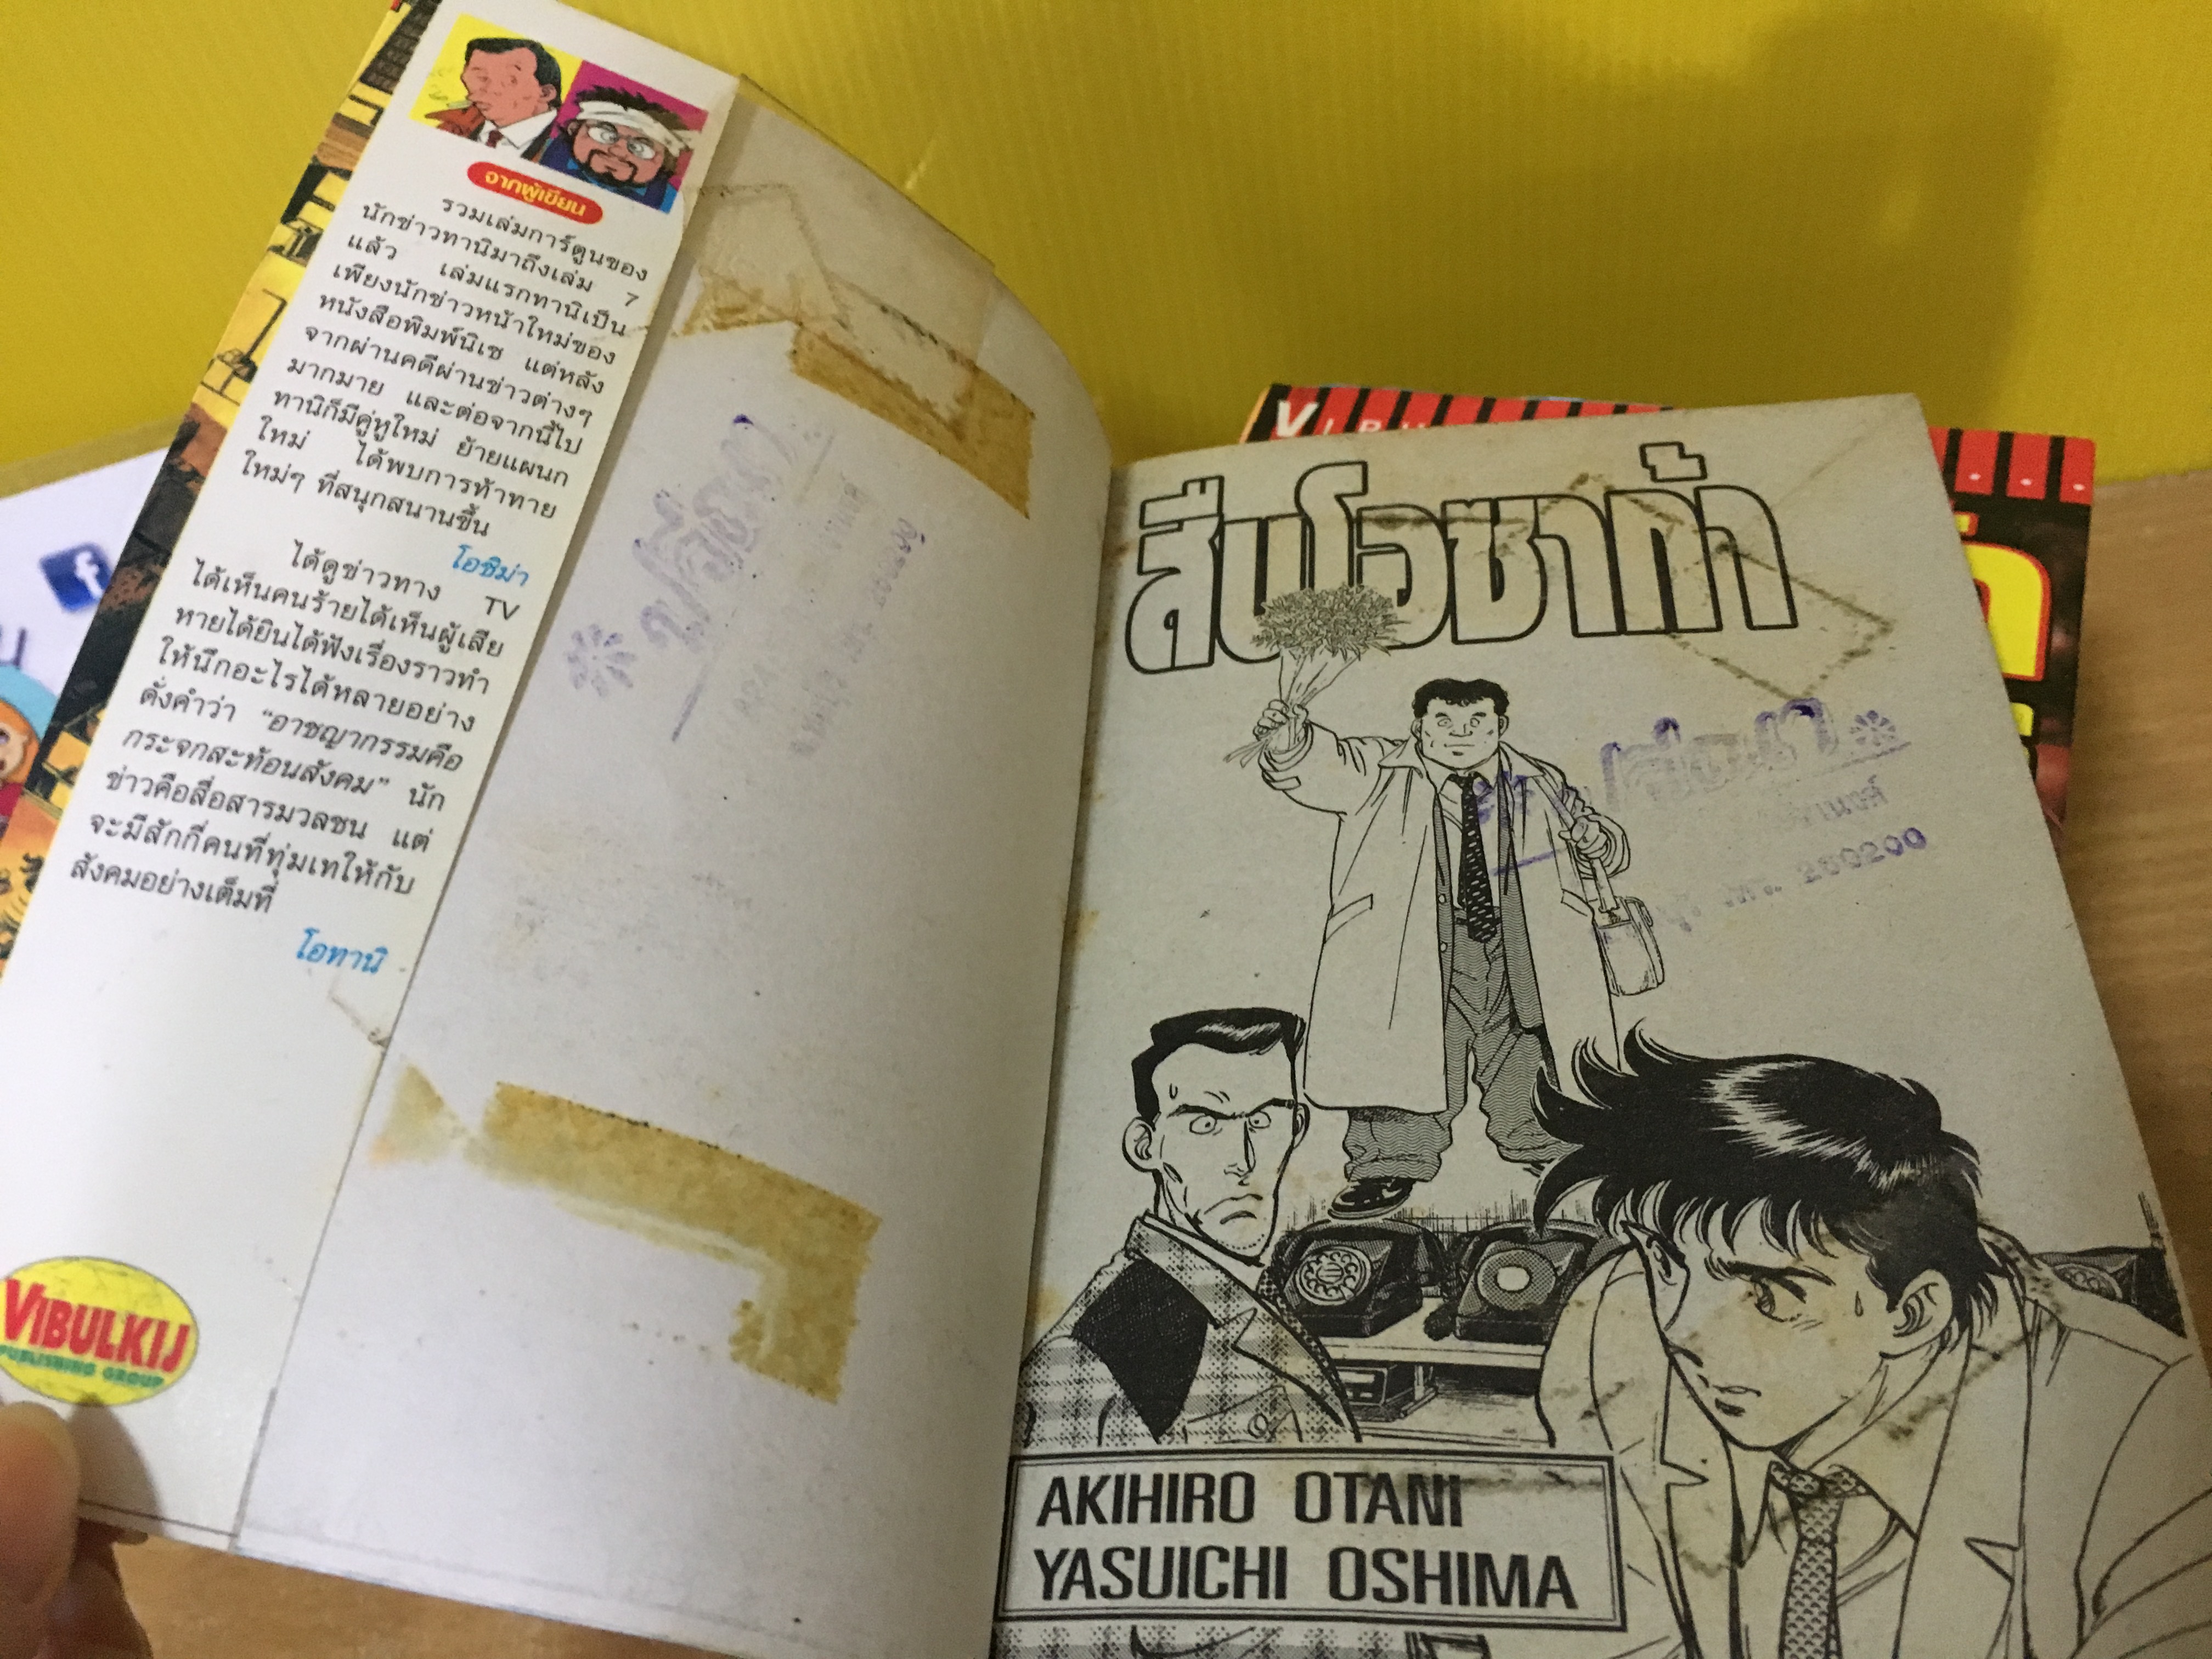 จากผู้เขียน
รวมเล่มการ์ตูนของ
นักข่าวทานิมาถึงเล่ม 7
แล้ว เล่มแรกทานิเป็น
เพียงนักข่าวหน้าใหม่ของ
หนังสือพิมพ์นิเซ แต่หลัง
จากผ่านคดีผ่านข่าวต่างๆ
มากมาย และต่อจากนี้ไป
ทานิก็มีคู่หูใหม่ ย้ายแผนก
ใหม่ ได้พบการท้าทาย
ใหม่ๆ ที่สนุกสนานขึ้น
โอชิม่า
ได้ดูข่าวทาง TV
ได้เห็นคนร้ายได้เห็นผู้เสีย
หายได้ยินได้ฟังเรื่องราวทำ
ให้นึกอะไรได้หลายอย่าง
ดั่งคำว่า "อาชญากรรมคือ
กระจกสะท้อนสังคม" นัก
ข่าวคือสื่อสารมวลชน แต่
จะมีสักกี่คนที่ทุ่มเทให้กับ
สังคมอย่างเต็มที่
โอทานิ
VIBULKIJ
PUBLISHING GROUP
สืบโอซาก้า
280200
AKIHIRO OTANI
YASUICHI OSHIMA
f